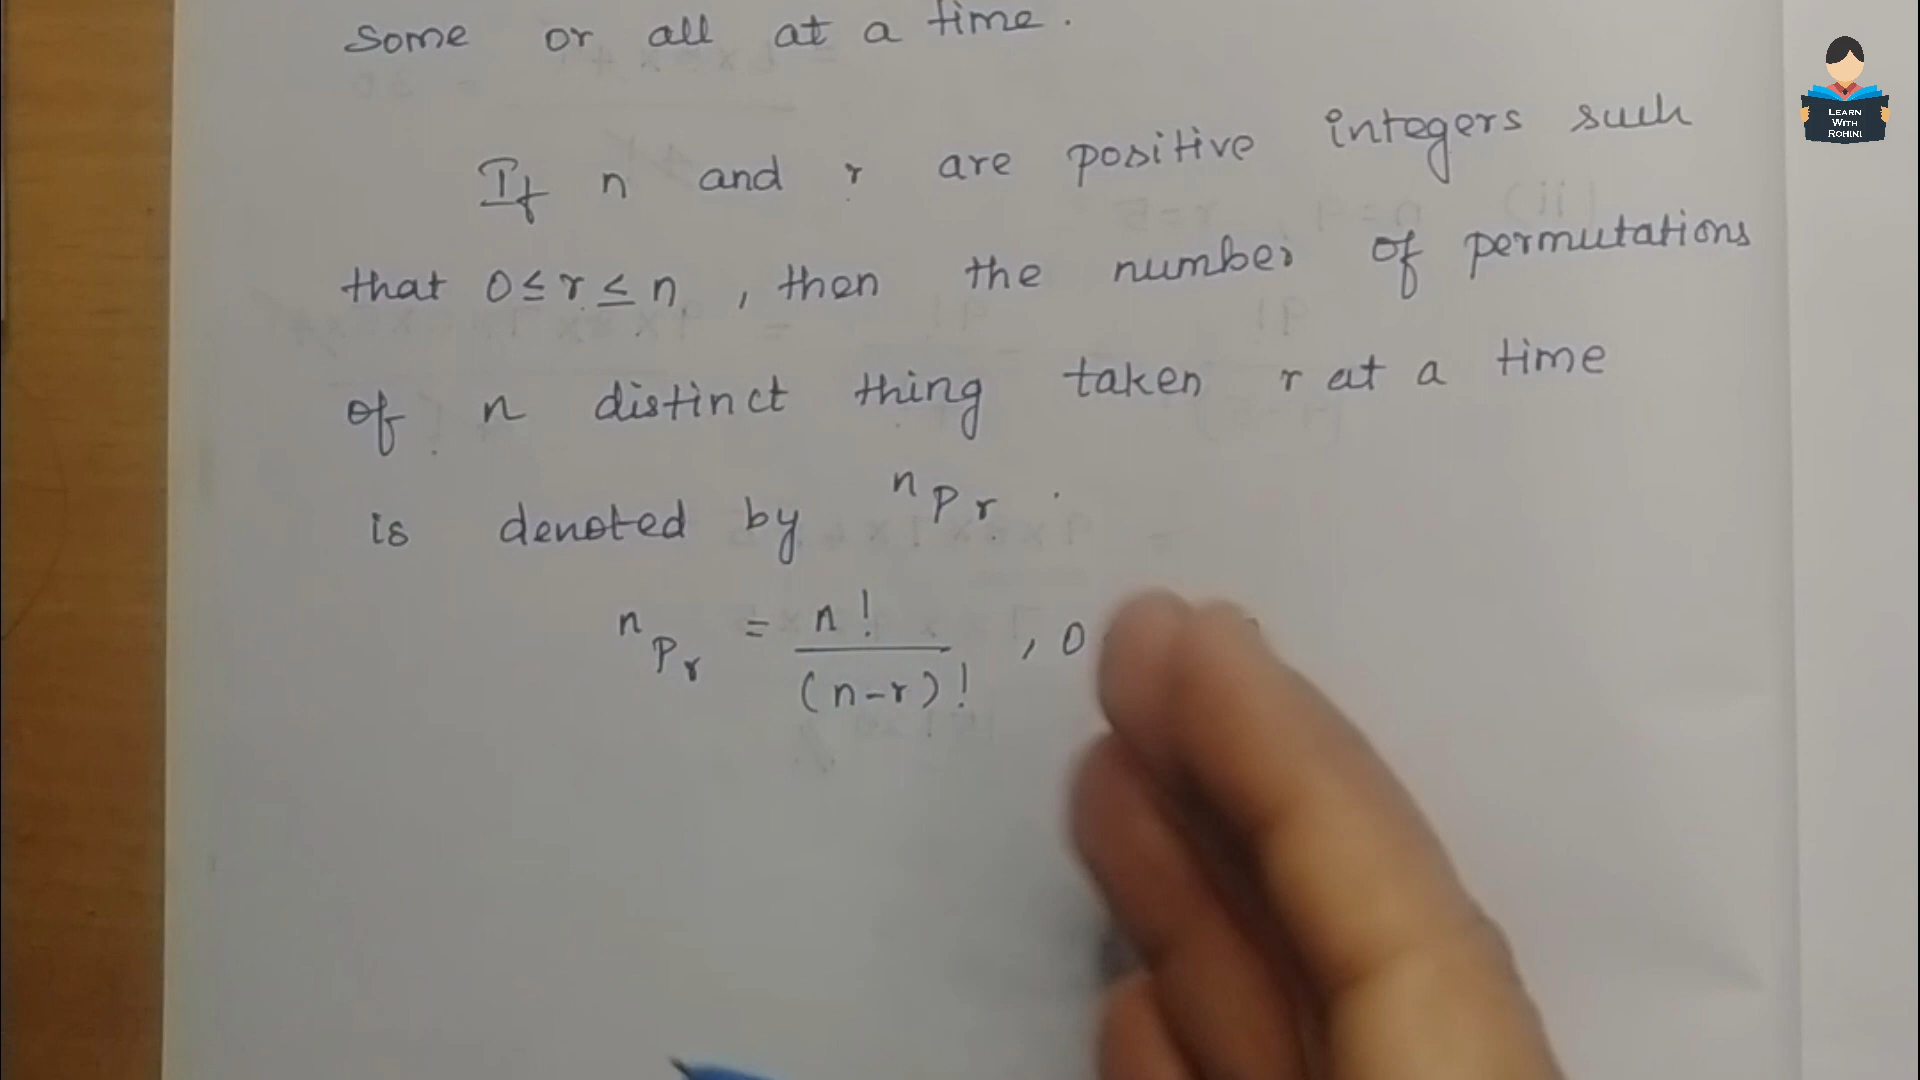 some or all at a time.
If n and r are positive integers such
that 0≤r≤n, then the number of permutations
of n distinct thing taken r at a time
is denoted by ⁿPr.
ⁿPr = n! / (n-r)! , 0
LEARN
WITH
ROHINI